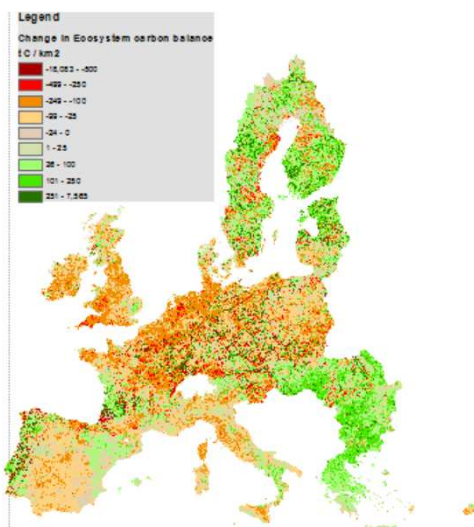 Legend
Change in Ecosystem carbon balance
t C / km2
-18,083 - -500
-499 - -250
-249 - -100
-99 - -25
-24 - 0
1 - 25
26 - 100
101 - 250
251 - 7,565